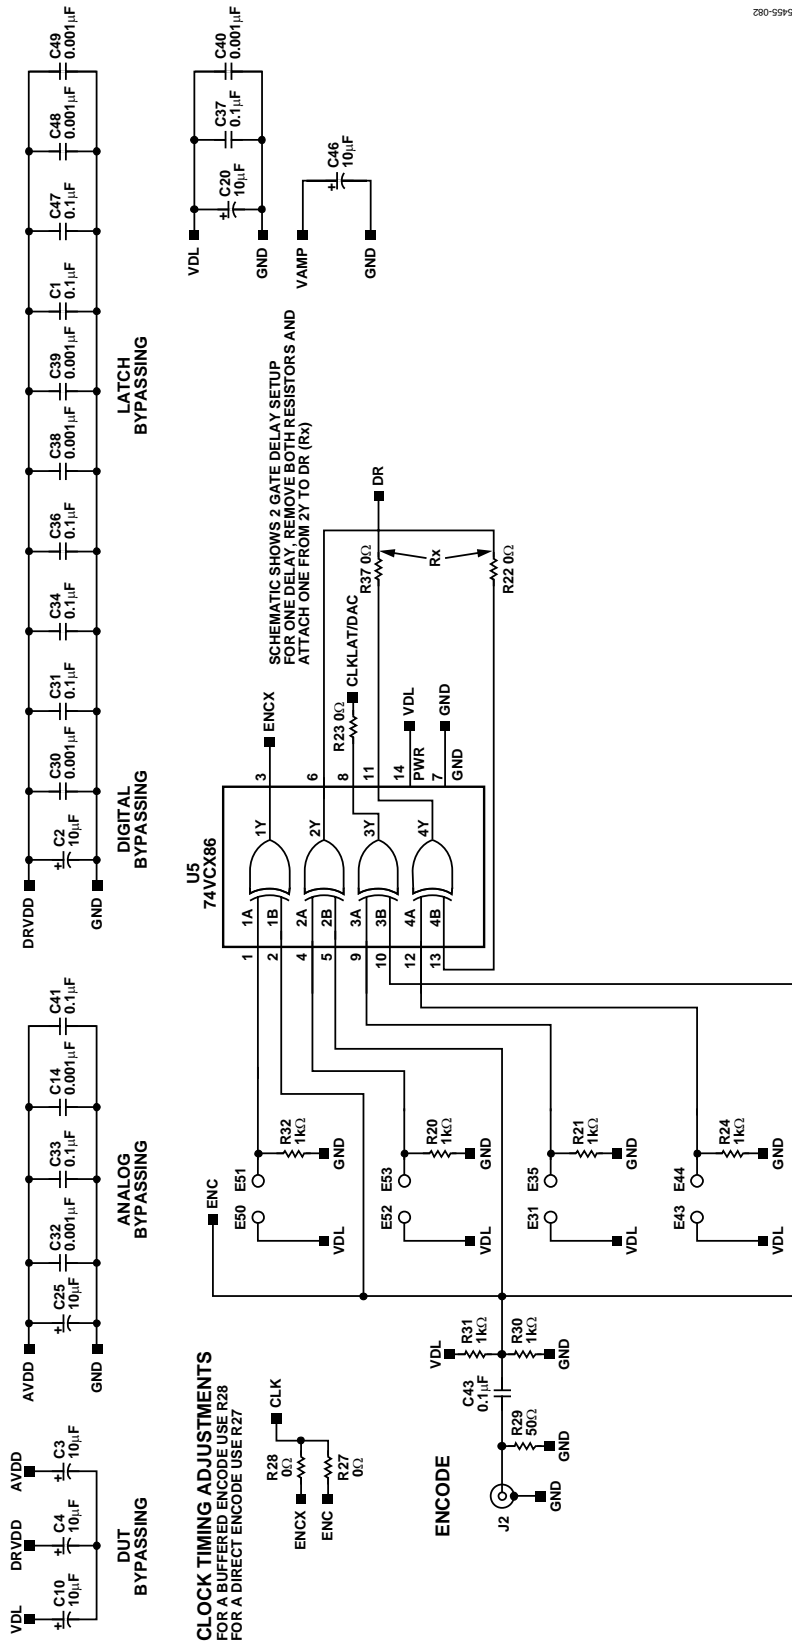 VDL
DRVDD
AVDD
C10
10µF
C4
10µF
C3
10µF
DUT
BYPASSING
AVDD
GND
C25
10µF
C32
0.001µF
C33
0.1µF
C14
0.001µF
C41
0.1µF
ANALOG
BYPASSING
DRVDD
GND
C2
10µF
C30
0.001µF
C31
0.1µF
C34
0.1µF
C36
0.1µF
C38
0.001µF
C39
0.001µF
C1
0.1µF
C47
0.1µF
C48
0.001µF
C49
0.001µF
DIGITAL
BYPASSING
LATCH
BYPASSING
VDL
GND
C20
10µF
C37
0.1µF
C40
0.001µF
VAMP
GND
C46
10µF
CLOCK TIMING ADJUSTMENTS
FOR A BUFFERED ENCODE USE R28
FOR A DIRECT ENCODE USE R27
R28
0Ω
CLK
ENCX
ENC
R27
0Ω
ENCODE
J2
GND
R29
50Ω
GND
C43
0.1µF
VDL
R31
1kΩ
R30
1kΩ
GND
ENC
E50
E51
R32
1kΩ
VDL
GND
E52
E53
R20
1kΩ
VDL
GND
E31
E35
R21
1kΩ
VDL
GND
E43
E44
R24
1kΩ
VDL
GND
U5
74VCX86
1
1A
2
1B
1Y
3
ENCX
4
2A
5
2B
2Y
6
9
3A
10
3B
3Y
8
12
4A
13
4B
4Y
11
14
PWR
VDL
7
GND
GND
R23 0Ω
CLKLAT/DAC
SCHEMATIC SHOWS 2 GATE DELAY SETUP
FOR ONE DELAY, REMOVE BOTH RESISTORS AND
ATTACH ONE FROM 2Y TO DR (Rx)
R37 0Ω
DR
Rx
R22 0Ω
5455-082